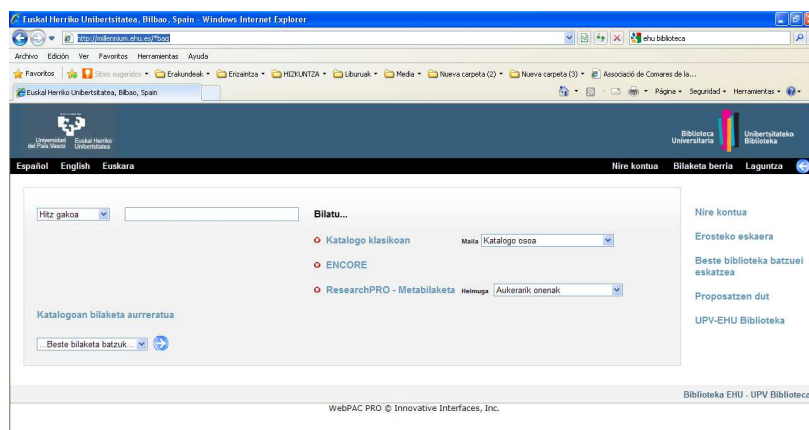 Euskal Herriko Unibertsitatea, Bilbao, Spain - Windows Internet Explorer
http://millennium.ehu.es/*baq
ehu biblioteca
Archivo Edición Ver Favoritos Herramientas Ayuda
Favoritos Sitios sugeridos Erakundeak Erizaintza HIZKUNTZA Liburuak Media Nueva carpeta (2) Nueva carpeta (3) Associació de Comares de la...
Euskal Herriko Unibertsitatea, Bilbao, Spain
Página Seguridad Herramientas
Universidad del País Vasco
Euskal Herriko Unibertsitatea
Biblioteca Universitaria
Unibertsitateko Biblioteka
Español English Euskara
Nire kontua Bilaketa berria Laguntza
Hitz gakoa
Bilatu...
Katalogo klasikoan Maila Katalogo osoa
ENCORE
ResearchPRO - Metabilaketa Helmuga Aukerarik onenak
Katalogoan bilaketa aurreratua
...Beste bilaketa batzuk...
Nire kontua
Erosteko eskaera
Beste biblioteka batzuei
eskatzea
Proposatzen dut
UPV-EHU Biblioteka
Biblioteka EHU - UPV Biblioteca
WebPAC PRO © Innovative Interfaces, Inc.